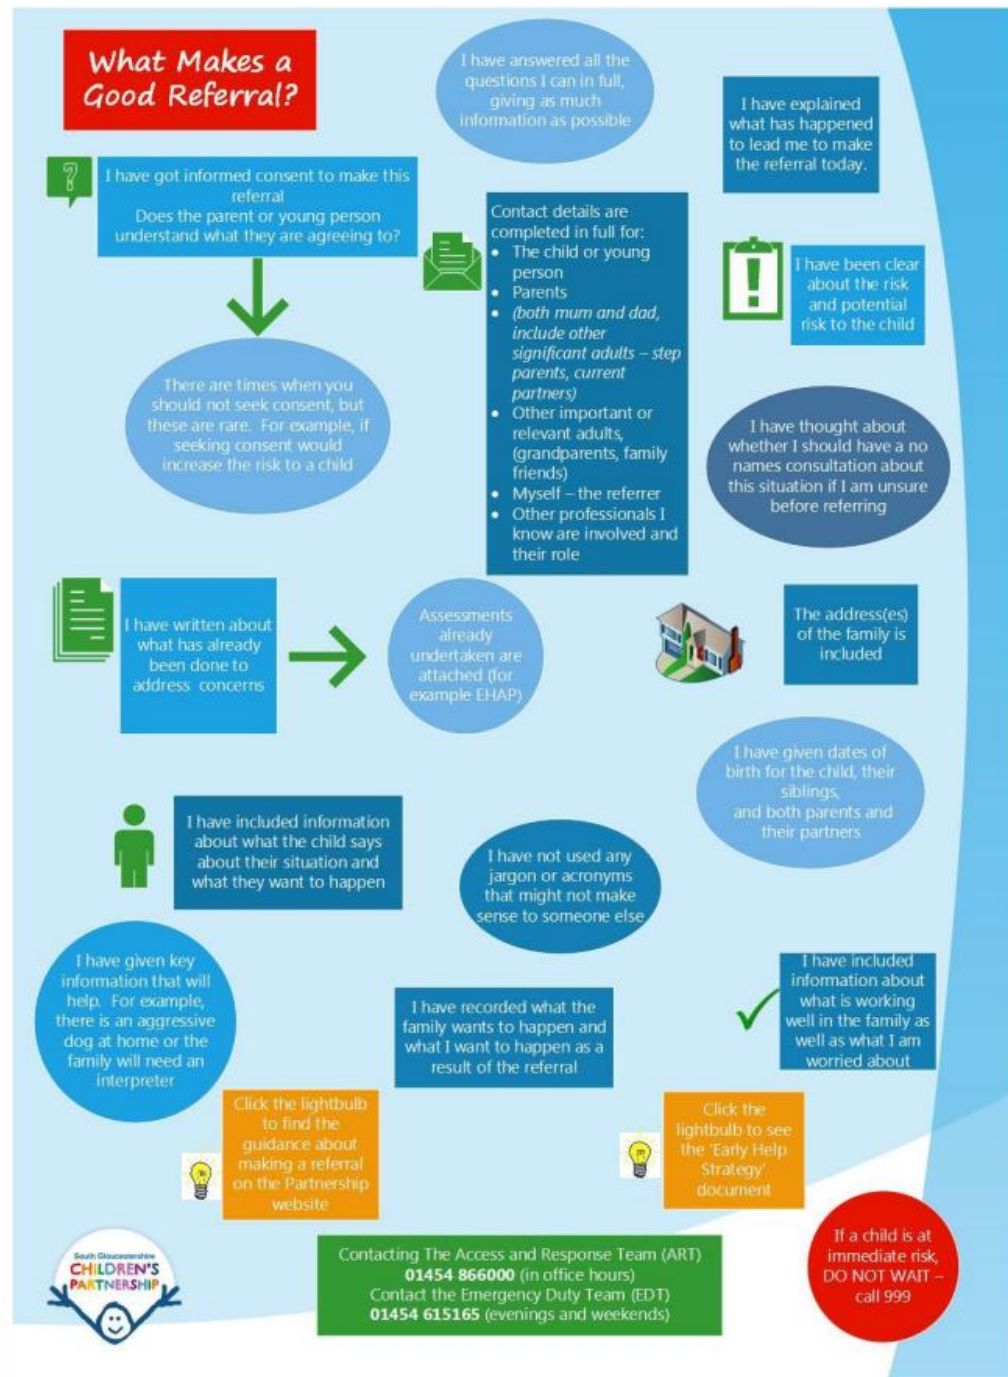 What Makes a
Good Referral?
I have answered all the
questions I can in full,
giving as much
information as possible
I have explained
what has happened
to lead me to make
the referral today.
?
I have got informed consent to make this
referral
Does the parent or young person
understand what they are agreeing to?
Contact details are
completed in full for:
• The child or young
person
• Parents
• (both mum and dad,
include other
significant adults – step
parents, current
partners)
• Other important or
relevant adults,
(grandparents, family
friends)
• Myself – the referrer
• Other professionals I
know are involved and
their role
!
I have been clear
about the risk
and potential
risk to the child
There are times when you
should not seek consent, but
these are rare. For example, if
seeking consent would
increase the risk to a child
I have thought about
whether I should have a no
names consultation about
this situation if I am unsure
before referring
I have written about
what has already
been done to
address concerns
Assessments
already
undertaken are
attached (for
example EHAP)
The address(es)
of the family is
included
I have given dates of
birth for the child, their
siblings,
and both parents and
their partners
I have included information
about what the child says
about their situation and
what they want to happen
I have not used any
jargon or acronyms
that might not make
sense to someone else
I have given key
information that will
help. For example,
there is an aggressive
dog at home or the
family will need an
interpreter
I have recorded what the
family wants to happen and
what I want to happen as a
result of the referral
I have included
information about
what is working
well in the family as
well as what I am
worried about
Click the lightbulb
to find the
guidance about
making a referral
on the Partnership
website
Click the
lightbulb to see
the 'Early Help
Strategy'
document
South Gloucestershire
CHILDREN'S
PARTNERSHIP
Contacting The Access and Response Team (ART)
01454 866000 (in office hours)
Contact the Emergency Duty Team (EDT)
01454 615165 (evenings and weekends)
If a child is at
immediate risk,
DO NOT WAIT –
call 999